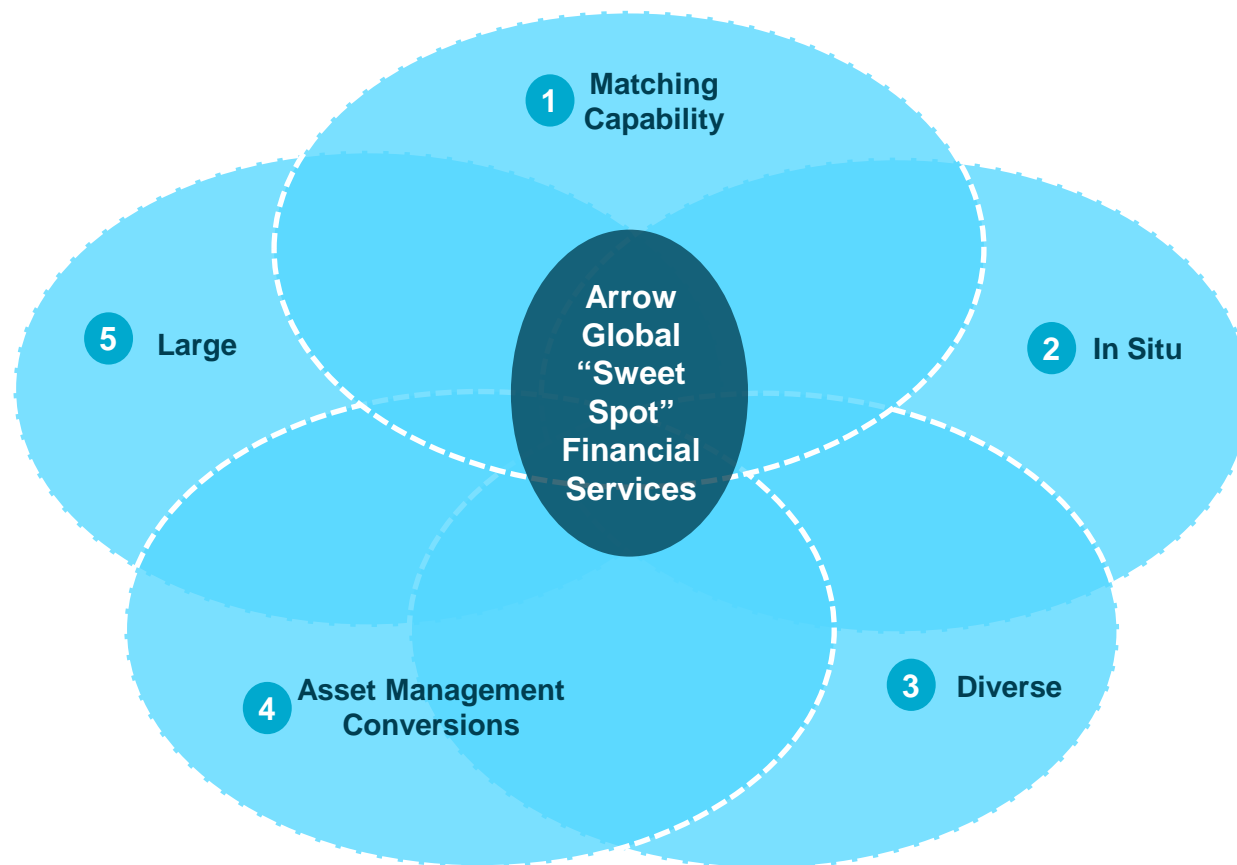 1 Matching
Capability
5 Large
2 In Situ
Arrow
Global
“Sweet
Spot”
Financial
Services
3 Diverse
4 Asset Management
Conversions